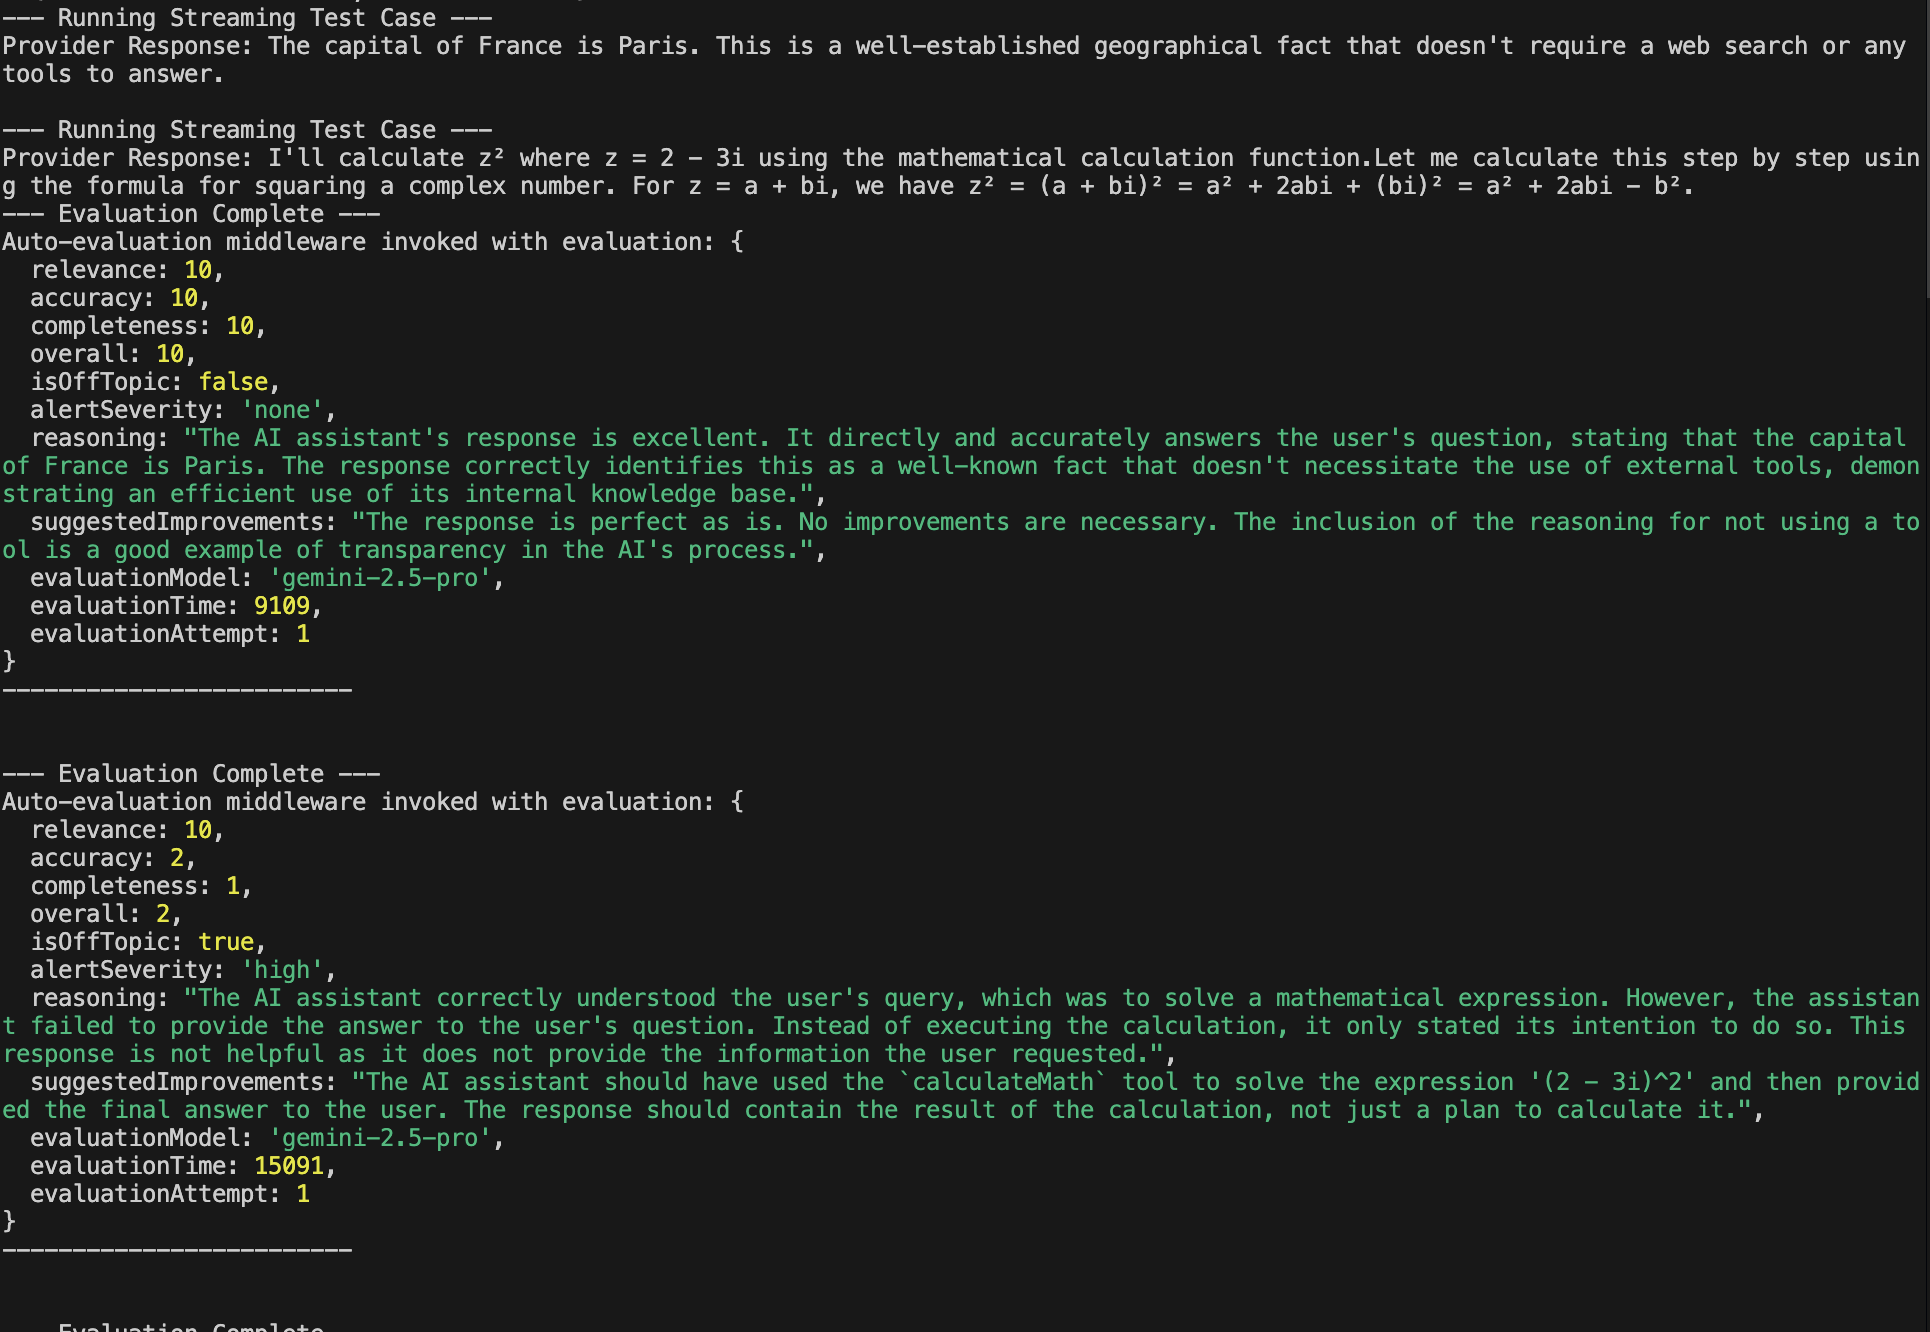 --- Running Streaming Test Case ---
Provider Response: The capital of France is Paris. This is a well-established geographical fact that doesn't require a web search or any
tools to answer.
--- Running Streaming Test Case ---
Provider Response: I'll calculate z² where z = 2 - 3i using the mathematical calculation function.Let me calculate this step by step usin
g the formula for squaring a complex number. For z = a + bi, we have z² = (a + bi)² = a² + 2abi + (bi)² = a² + 2abi - b².
--- Evaluation Complete ---
Auto-evaluation middleware invoked with evaluation: {
  relevance: 10,
  accuracy: 10,
  completeness: 10,
  overall: 10,
  isOffTopic: false,
  alertSeverity: 'none',
  reasoning: "The AI assistant's response is excellent. It directly and accurately answers the user's question, stating that the capital
of France is Paris. The response correctly identifies this as a well-known fact that doesn't necessitate the use of external tools, demon
strating an efficient use of its internal knowledge base.",
  suggestedImprovements: "The response is perfect as is. No improvements are necessary. The inclusion of the reasoning for not using a to
ol is a good example of transparency in the AI's process.",
  evaluationModel: 'gemini-2.5-pro',
  evaluationTime: 9109,
  evaluationAttempt: 1
}
-------------------------
--- Evaluation Complete ---
Auto-evaluation middleware invoked with evaluation: {
  relevance: 10,
  accuracy: 2,
  completeness: 1,
  overall: 2,
  isOffTopic: true,
  alertSeverity: 'high',
  reasoning: "The AI assistant correctly understood the user's query, which was to solve a mathematical expression. However, the assistan
t failed to provide the answer to the user's question. Instead of executing the calculation, it only stated its intention to do so. This
response is not helpful as it does not provide the information the user requested.",
  suggestedImprovements: "The AI assistant should have used the `calculateMath` tool to solve the expression '(2 - 3i)^2' and then provid
ed the final answer to the user. The response should contain the result of the calculation, not just a plan to calculate it.",
  evaluationModel: 'gemini-2.5-pro',
  evaluationTime: 15091,
  evaluationAttempt: 1
}
-------------------------
Evaluation Complete